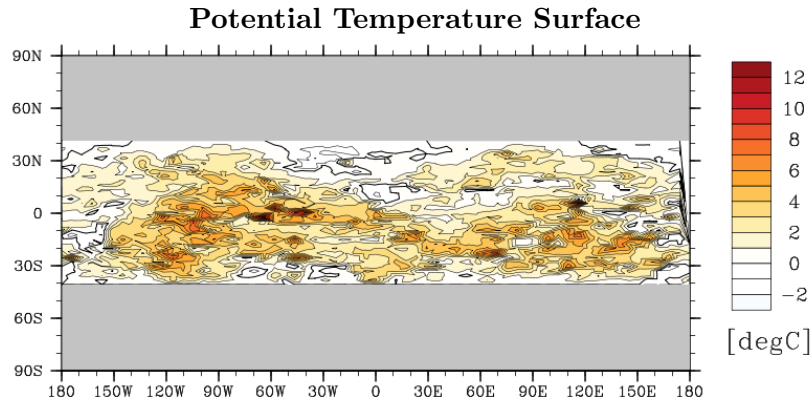 Potential Temperature Surface
90N
60N
30N
0
30S
60S
90S
180 150W 120W 90W 60W 30W 0 30E 60E 90E 120E 150E 180
12
10
8
6
4
2
0
-2
[degC]